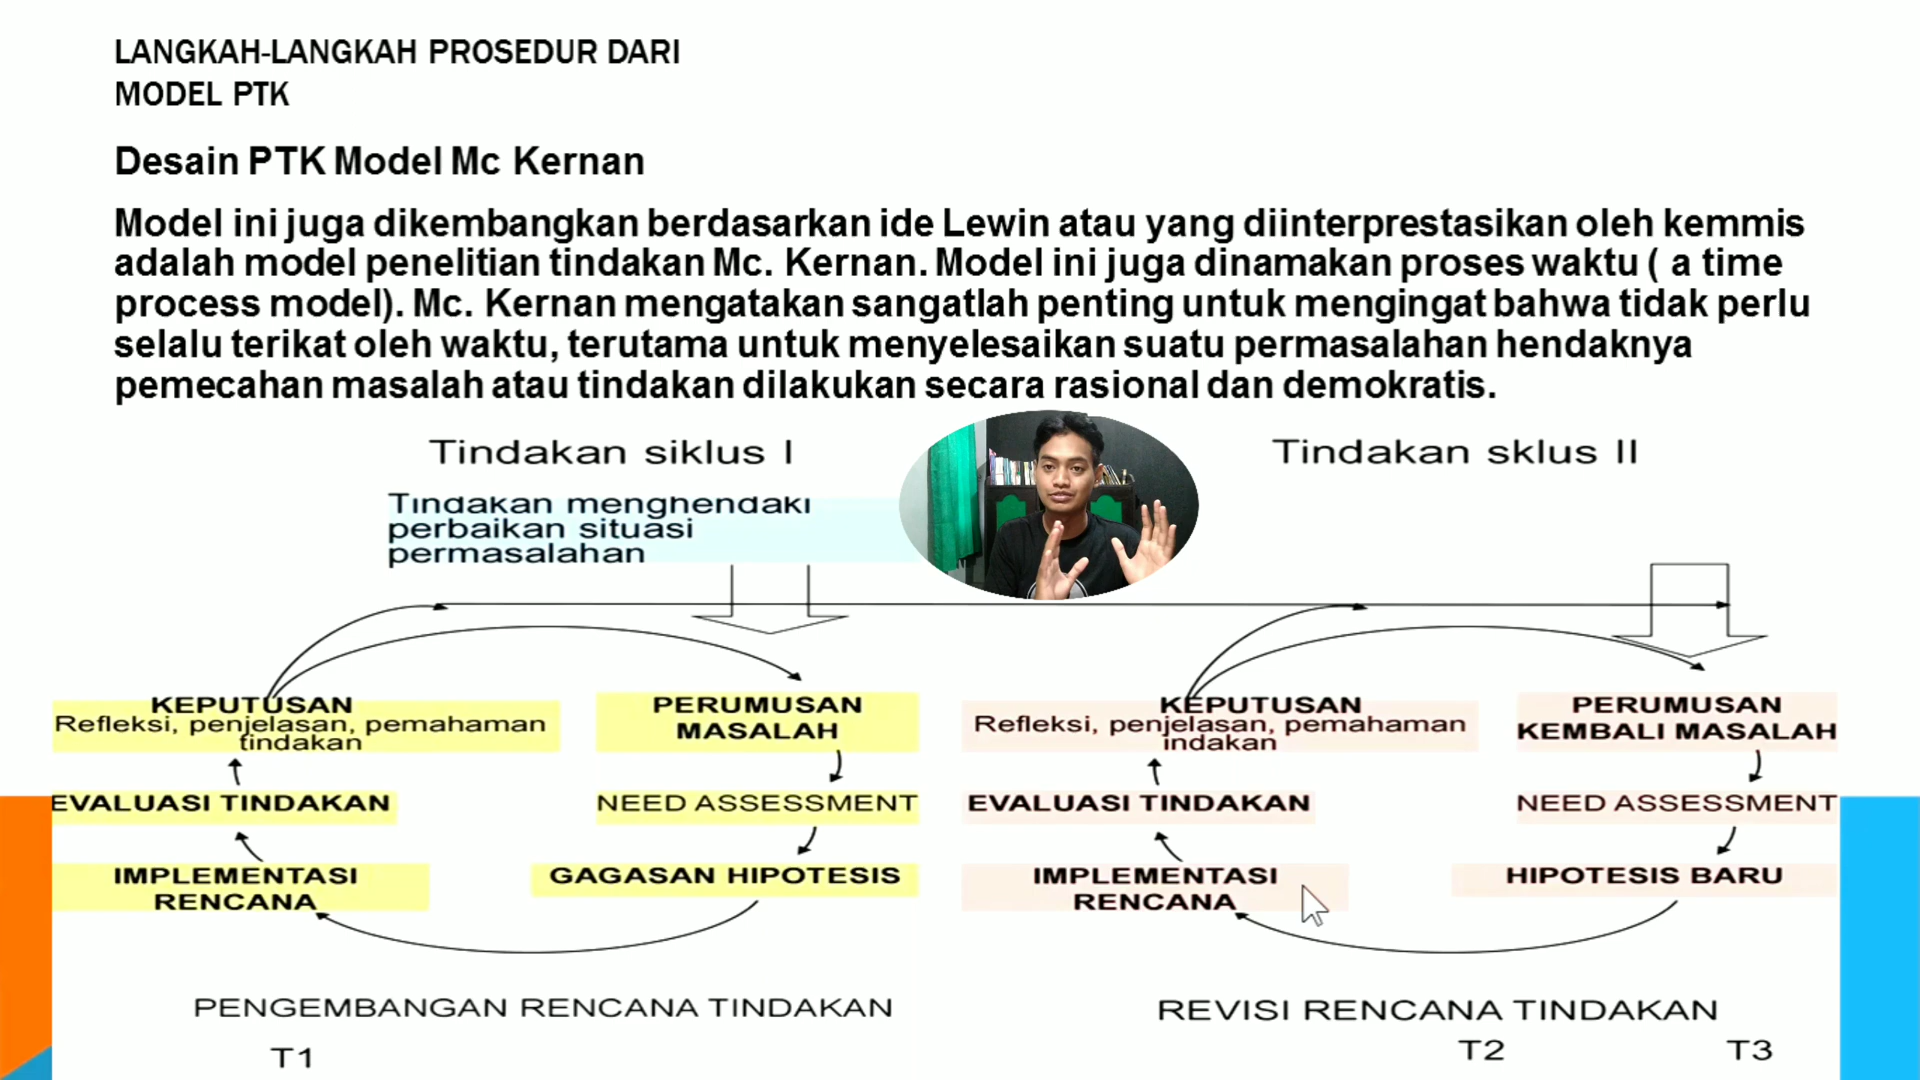 LANGKAH-LANGKAH PROSEDUR DARI
MODEL PTK
Desain PTK Model Mc Kernan
Model ini juga dikembangkan berdasarkan ide Lewin atau yang diinterprestasikan oleh kemmis
adalah model penelitian tindakan Mc. Kernan. Model ini juga dinamakan proses waktu ( a time
process model). Mc. Kernan mengatakan sangatlah penting untuk mengingat bahwa tidak perlu
selalu terikat oleh waktu, terutama untuk menyelesaikan suatu permasalahan hendaknya
pemecahan masalah atau tindakan dilakukan secara rasional dan demokratis.
Tindakan siklus I
Tindakan menghendaki
perbaikan situasi
permasalahan
KEPUTUSAN
Refleksi, penjelasan, pemahaman
tindakan
PERUMUSAN
MASALAH
EVALUASI TINDAKAN
NEED ASSESSMENT
IMPLEMENTASI
RENCANA
GAGASAN HIPOTESIS
PENGEMBANGAN RENCANA TINDAKAN
T1
Tindakan sklus II
KEPUTUSAN
Refleksi, penjelasan, pemahaman
indakan
PERUMUSAN
KEMBALI MASALAH
EVALUASI TINDAKAN
NEED ASSESSMENT
IMPLEMENTASI
RENCANA
HIPOTESIS BARU
REVISI RENCANA TINDAKAN
T2
T3